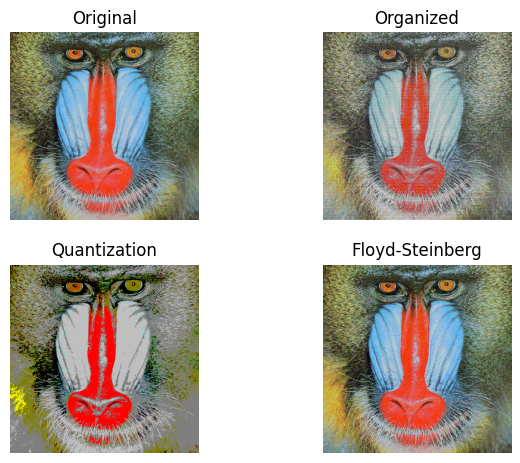 Original
Organized
Quantization
Floyd-Steinberg